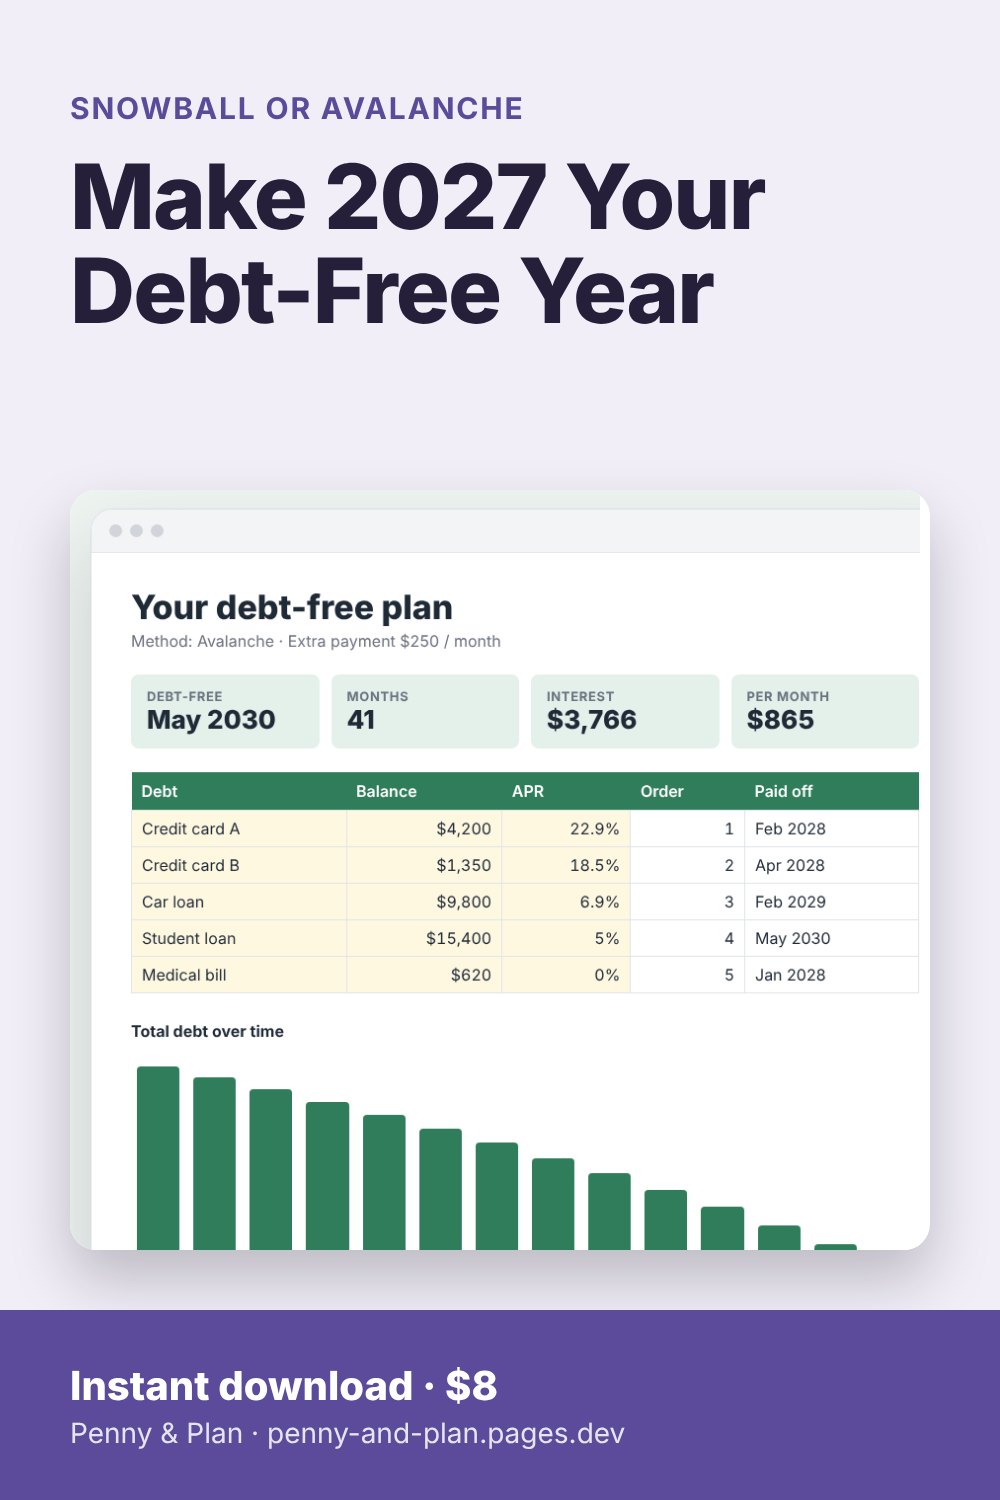 SNOWBALL OR AVALANCHE
Make 2027 Your
Debt-Free Year
Your debt-free plan
Method: Avalanche · Extra payment $250 / month
DEBT-FREE MONTHS INTEREST PER MONTH
May 2030 41 $3,766 $865
Debt Balance APR Order Paid off
Credit card A $4,200 22.9% 1 Feb 2028
Credit card B $1,350 18.5% 2 Apr 2028
Car loan $9,800 6.9% 3 Feb 2029
Student loan $15,400 5% 4 May 2030
Medical bill $620 0% 5 Jan 2028
Total debt over time
Instant download · $8
Penny & Plan · penny-and-plan.pages.dev